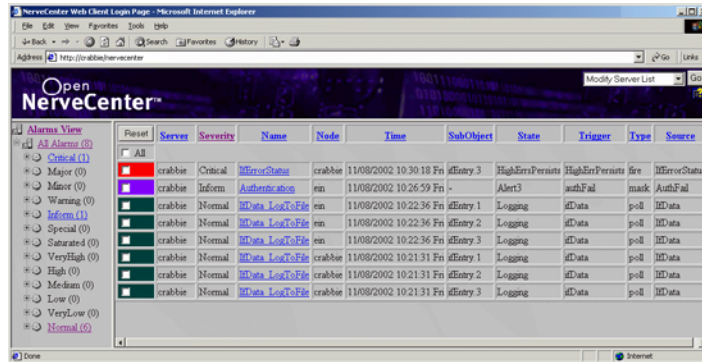 NerveCenter Web Client Login Page - Microsoft Internet Explorer
File Edit View Favorites Tools Help
Back Search Favorites History
Address http://crabbie/nervecenter Go Links
Modify Server List Go
Open
NerveCenter™
Alarms View
All Alarms (8)
Critical (1)
Major (0)
Minor (0)
Warning (0)
Inform (1)
Special (0)
Saturated (0)
VeryHigh (0)
High (0)
Medium (0)
Low (0)
VeryLow (0)
Normal (6)
Reset Server Severity Name Node Time SubObject State Trigger Type Source
All
crabbie Critical IfErrorStatus crabbie 11/08/2002 10:30:18 Fri ifEntry.3 HighErrsPersists HighErrPersists fire IfErrorStatu
crabbie Inform Authentication ein 11/08/2002 10:26:59 Fri - Alert3 authFail mask AuthFail
crabbie Normal IfData_LogToFile ein 11/08/2002 10:22:36 Fri ifEntry.1 Logging ifData poll IfData
crabbie Normal IfData_LogToFile ein 11/08/2002 10:22:36 Fri ifEntry.2 Logging ifData poll IfData
crabbie Normal IfData_LogToFile ein 11/08/2002 10:22:36 Fri ifEntry.3 Logging ifData poll IfData
crabbie Normal IfData_LogToFile crabbie 11/08/2002 10:21:31 Fri ifEntry.1 Logging ifData poll IfData
crabbie Normal IfData_LogToFile crabbie 11/08/2002 10:21:31 Fri ifEntry.2 Logging ifData poll IfData
crabbie Normal IfData_LogToFile crabbie 11/08/2002 10:21:31 Fri ifEntry.3 Logging ifData poll IfData
Done Internet